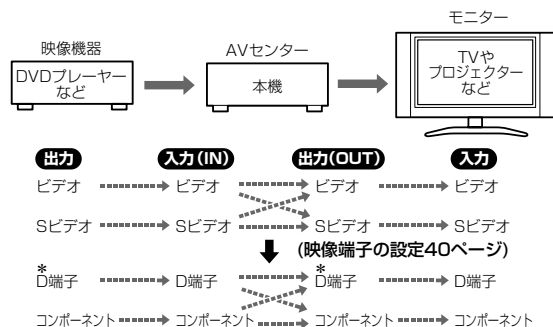 モニター
映像機器
AVセンター
DVDプレーヤー
など
本機
TVや
プロジェクター
など
出力 入力(IN) 出力(OUT) 入力
ビデオ ビデオ ビデオ ビデオ
Sビデオ Sビデオ Sビデオ Sビデオ
(映像端子の設定40ページ)
*D端子 D端子 *D端子 D端子
コンポーネント コンポーネント コンポーネント コンポーネント